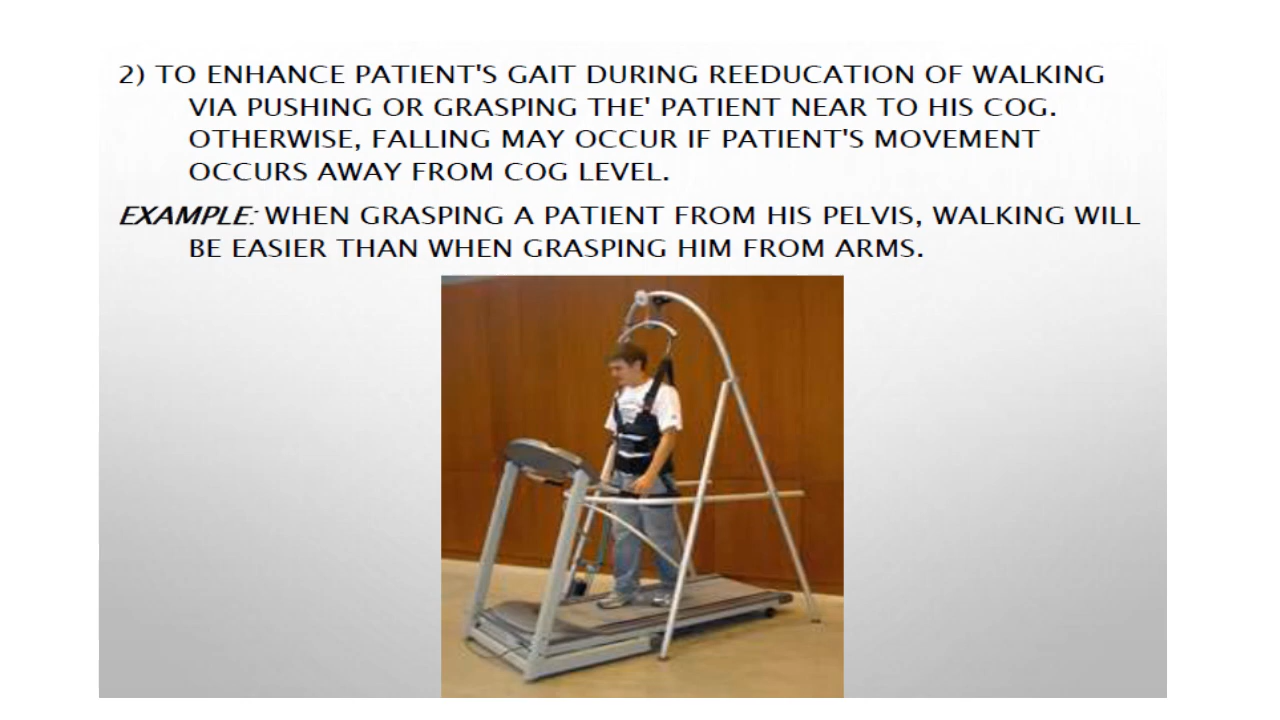 2) TO ENHANCE PATIENT'S GAIT DURING REEDUCATION OF WALKING
VIA PUSHING OR GRASPING THE' PATIENT NEAR TO HIS COG.
OTHERWISE, FALLING MAY OCCUR IF PATIENT'S MOVEMENT
OCCURS AWAY FROM COG LEVEL.
EXAMPLE: WHEN GRASPING A PATIENT FROM HIS PELVIS, WALKING WILL
BE EASIER THAN WHEN GRASPING HIM FROM ARMS.